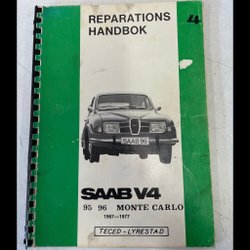 REPARATIONS
HANDBOK
4
SAAB 96
SAAB V4
95 96 MONTE CARLO
1967—1977
TECED-LYRESTAD